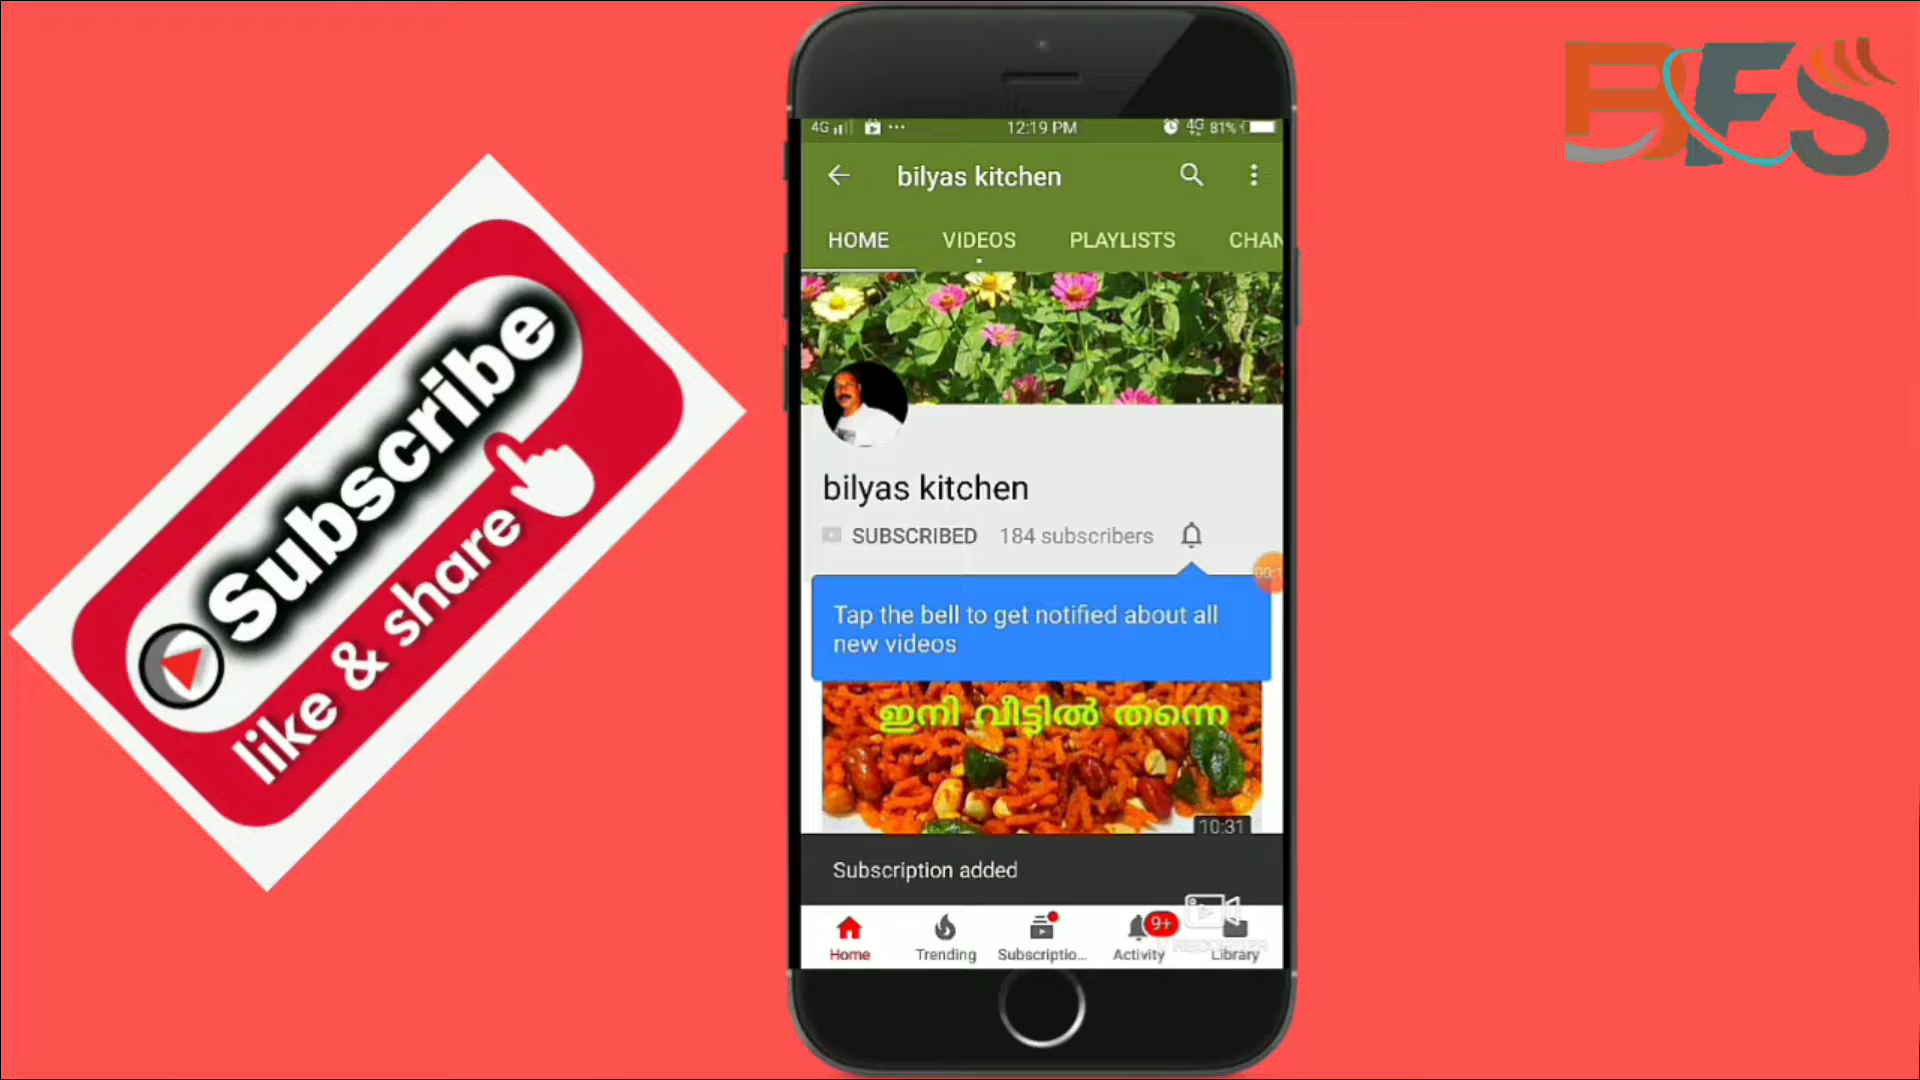 BFS
4G
12:19 PM
4G 81%
bilyas kitchen
HOME VIDEOS PLAYLISTS CHAN
bilyas kitchen
SUBSCRIBED 184 subscribers
Tap the bell to get notified about all
new videos
ഇനി വീട്ടിൽ തന്നെ
10:31
Subscription added
9+
Home Trending Subscriptio... Activity Library
Subscribe
like & share